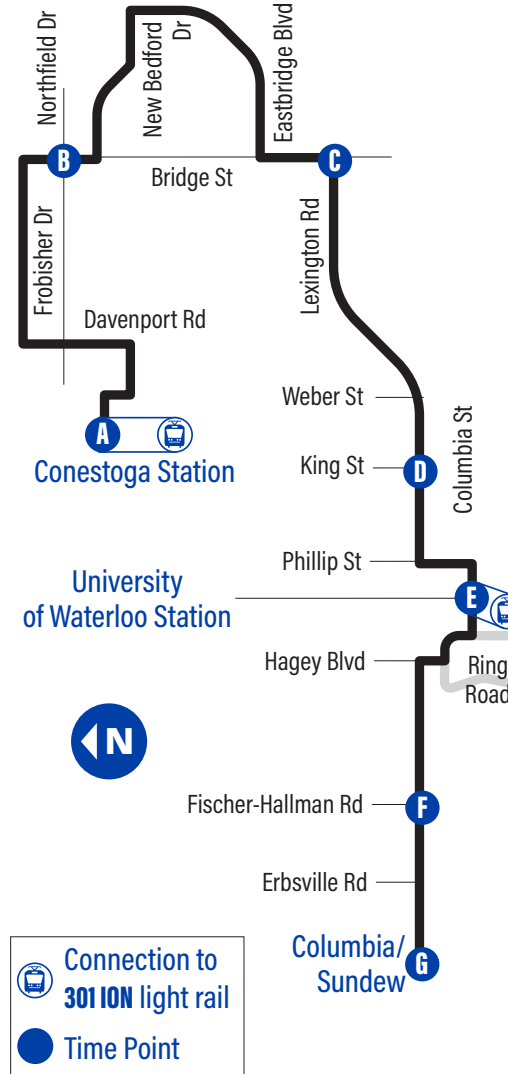 Northfield Dr
New Bedford
Dr
Eastbridge Blvd
B
C
Bridge St
Frobisher Dr
Lexington Rd
Davenport Rd
Weber St
A
Columbia St
Conestoga Station
King St
D
Phillip St
University
of Waterloo Station
E
Hagey Blvd
Ring
Road
N
Fischer-Hallman Rd
F
Erbsville Rd
Columbia/
Sundew
G
Connection to
301 ION light rail
Time Point